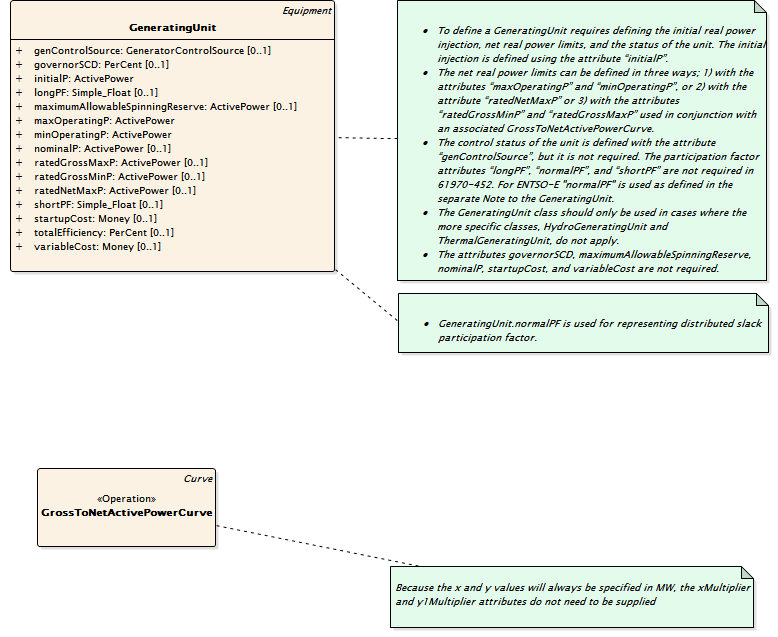 Equipment
GeneratingUnit
+ genControlSource: GeneratorControlSource [0..1]
+ governorSCD: PerCent [0..1]
+ initialP: ActivePower
+ longPF: Simple_Float [0..1]
+ maximumAllowableSpinningReserve: ActivePower [0..1]
+ maxOperatingP: ActivePower
+ minOperatingP: ActivePower
+ nominalP: ActivePower [0..1]
+ ratedGrossMaxP: ActivePower [0..1]
+ ratedGrossMinP: ActivePower [0..1]
+ ratedNetMaxP: ActivePower [0..1]
+ shortPF: Simple_Float [0..1]
+ startupCost: Money [0..1]
+ totalEfficiency: PerCent [0..1]
+ variableCost: Money [0..1]
• To define a GeneratingUnit requires defining the initial real power
injection, net real power limits, and the status of the unit. The initial
injection is defined using the attribute "initialP".
• The net real power limits can be defined in three ways; 1) with the
attributes "maxOperatingP" and "minOperatingP", or 2) with the
attribute "ratedNetMaxP" or 3) with the attributes
"ratedGrossMinP" and "ratedGrossMaxP" used in conjunction with
an associated GrossToNetActivePowerCurve.
• The control status of the unit is defined with the attribute
"genControlSource", but it is not required. The participation factor
attributes "longPF", "normalPF", and "shortPF" are not required in
61970-452. For ENTSO-E "normalPF" is used as defined in the
separate Note to the GeneratingUnit.
• The GeneratingUnit class should only be used in cases where the
more specific classes, HydroGeneratingUnit and
ThermalGeneratingUnit, do not apply.
• The attributes governorSCD, maximumAllowableSpinningReserve,
nominalP, startupCost, and variableCost are not required.
• GeneratingUnit.normalPF is used for representing distributed slack
participation factor.
Curve
«Operation»
GrossToNetActivePowerCurve
Because the x and y values will always be specified in MW, the xMultiplier
and y1Multiplier attributes do not need to be supplied